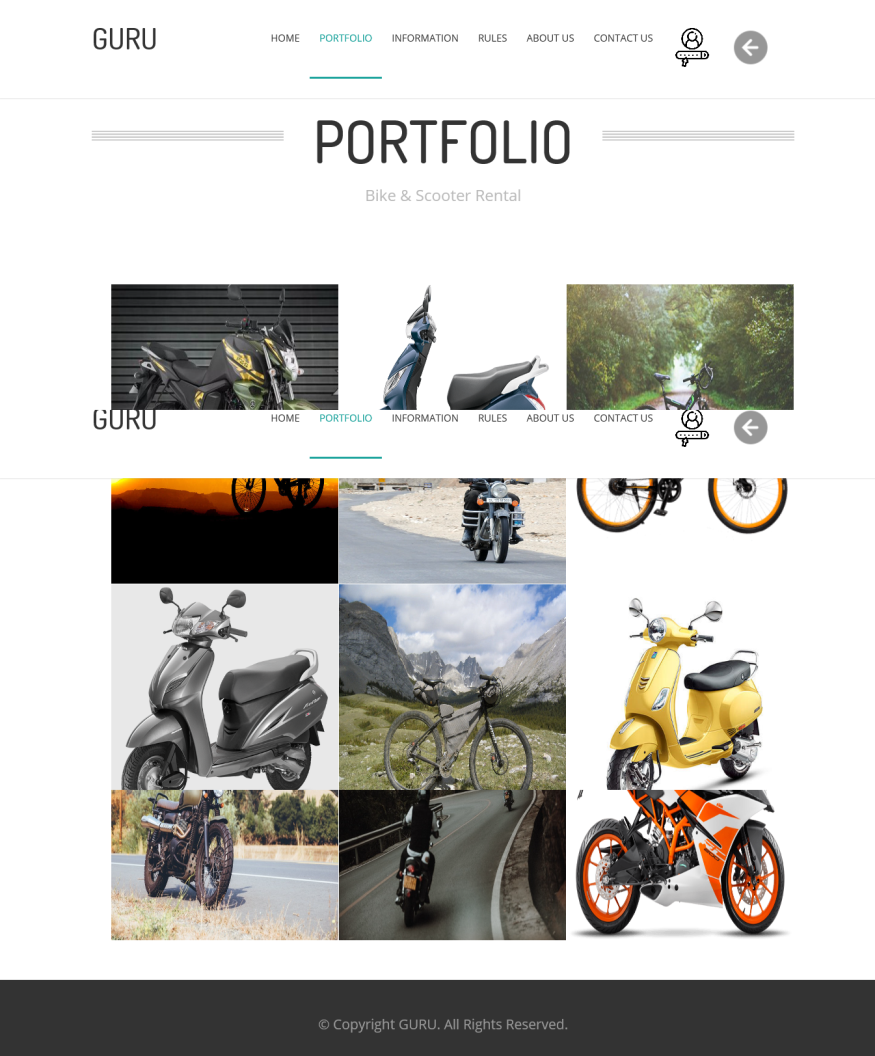 GURU
HOME PORTFOLIO INFORMATION RULES ABOUT US CONTACT US
PORTFOLIO
Bike & Scooter Rental
GURU
HOME PORTFOLIO INFORMATION RULES ABOUT US CONTACT US
© Copyright GURU. All Rights Reserved.